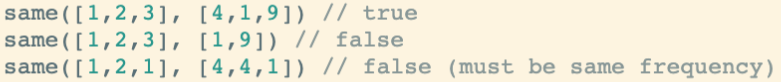 same([1,2,3], [4,1,9]) // true
same([1,2,3], [1,9]) // false
same([1,2,1], [4,4,1]) // false (must be same frequency)